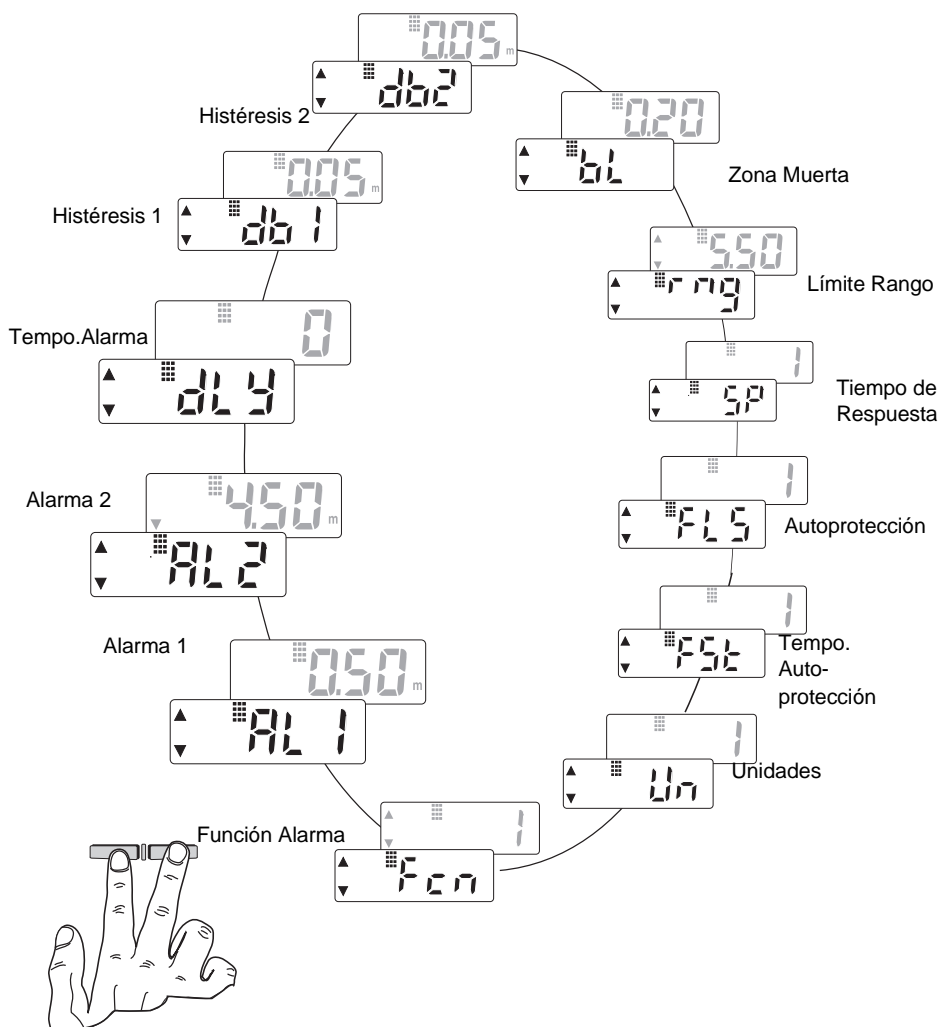 0.05 m
db2
Histéresis 2
0.20
bL
Zona Muerta
0.05 m
db1
Histéresis 1
5.50
rng
Límite Rango
0
dLY
Tempo.Alarma
1
SP
Tiempo de
Respuesta
4.50 m
AL2
Alarma 2
1
FLS
Autoprotección
1
FSt
Tempo.
Auto-
protección
Alarma 1
0.50 m
AL1
1
Un
Unidades
Función Alarma
1
Fcn